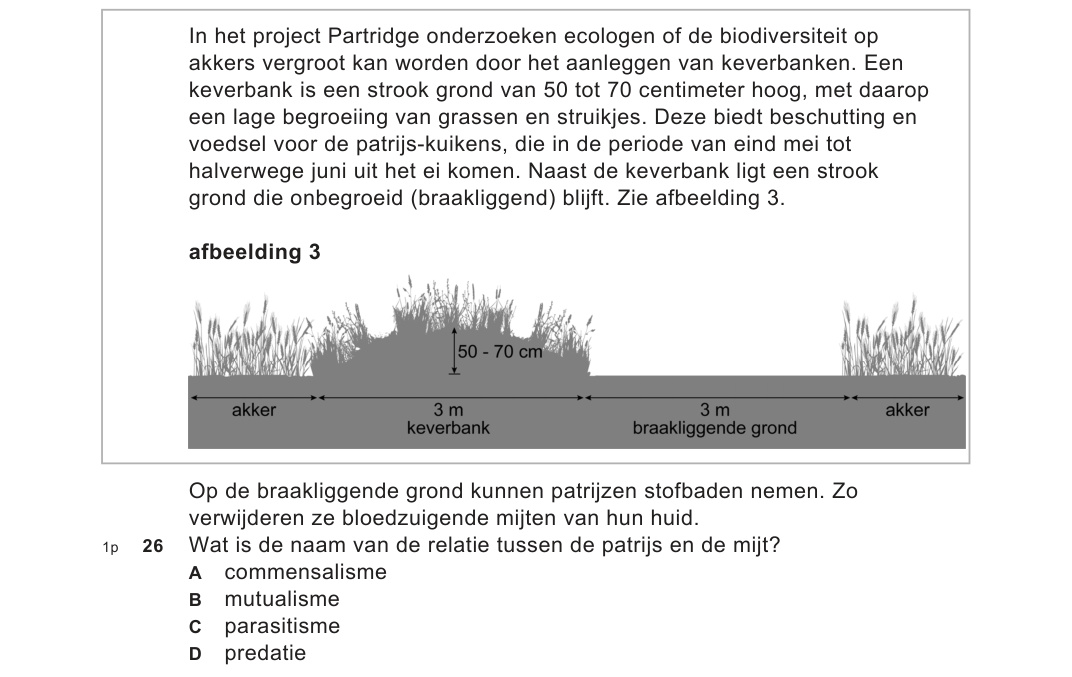 In het project Partridge onderzoeken ecologen of de biodiversiteit op
akkers vergroot kan worden door het aanleggen van keverbanken. Een
keverbank is een strook grond van 50 tot 70 centimeter hoog, met daarop
een lage begroeiing van grassen en struikjes. Deze biedt beschutting en
voedsel voor de patrijs-kuikens, die in de periode van eind mei tot
halverwege juni uit het ei komen. Naast de keverbank ligt een strook
grond die onbegroeid (braakliggend) blijft. Zie afbeelding 3.
afbeelding 3
50 - 70 cm
akker
3 m
keverbank
3 m
braakliggende grond
akker
Op de braakliggende grond kunnen patrijzen stofbaden nemen. Zo
verwijderen ze bloedzuigende mijten van hun huid.
1p 26 Wat is de naam van de relatie tussen de patrijs en de mijt?
A commensalisme
B mutualisme
C parasitisme
D predatie